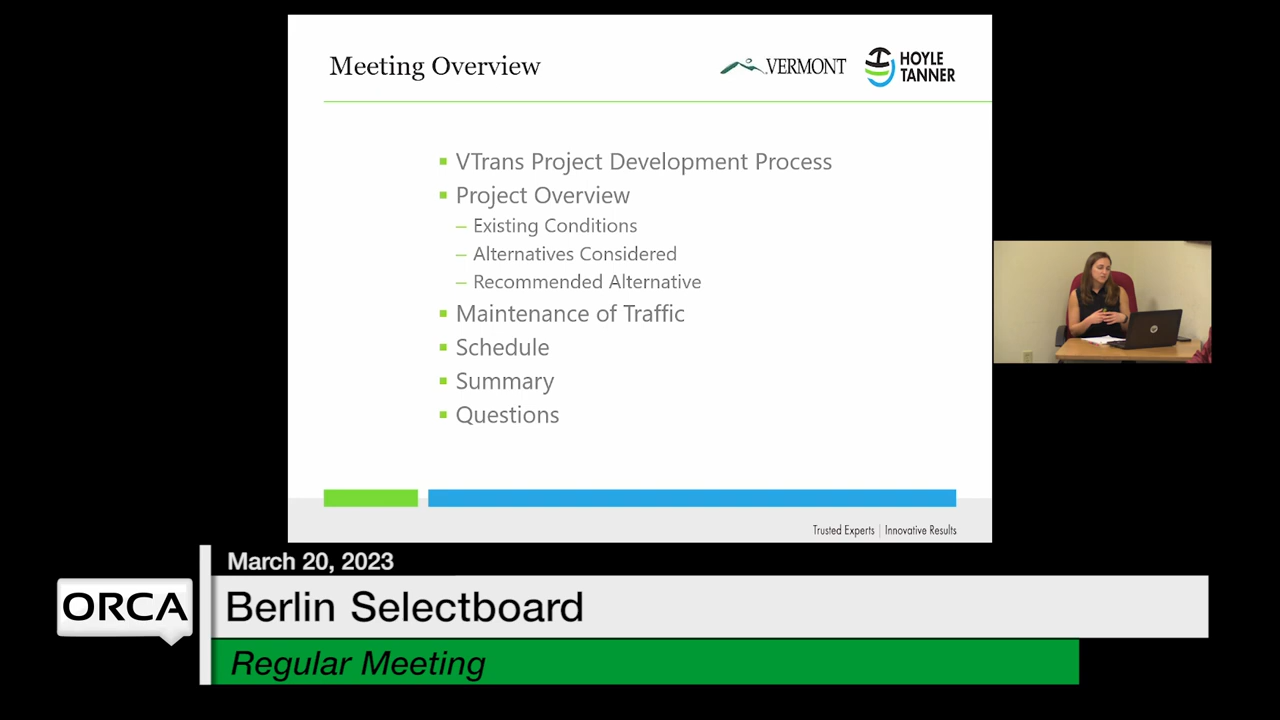 Meeting Overview
VERMONT
HOYLE
TANNER
VTrans Project Development Process
Project Overview
– Existing Conditions
– Alternatives Considered
– Recommended Alternative
Maintenance of Traffic
Schedule
Summary
Questions
Trusted Experts | Innovative Results
March 20, 2023
ORCA
Berlin Selectboard
Regular Meeting